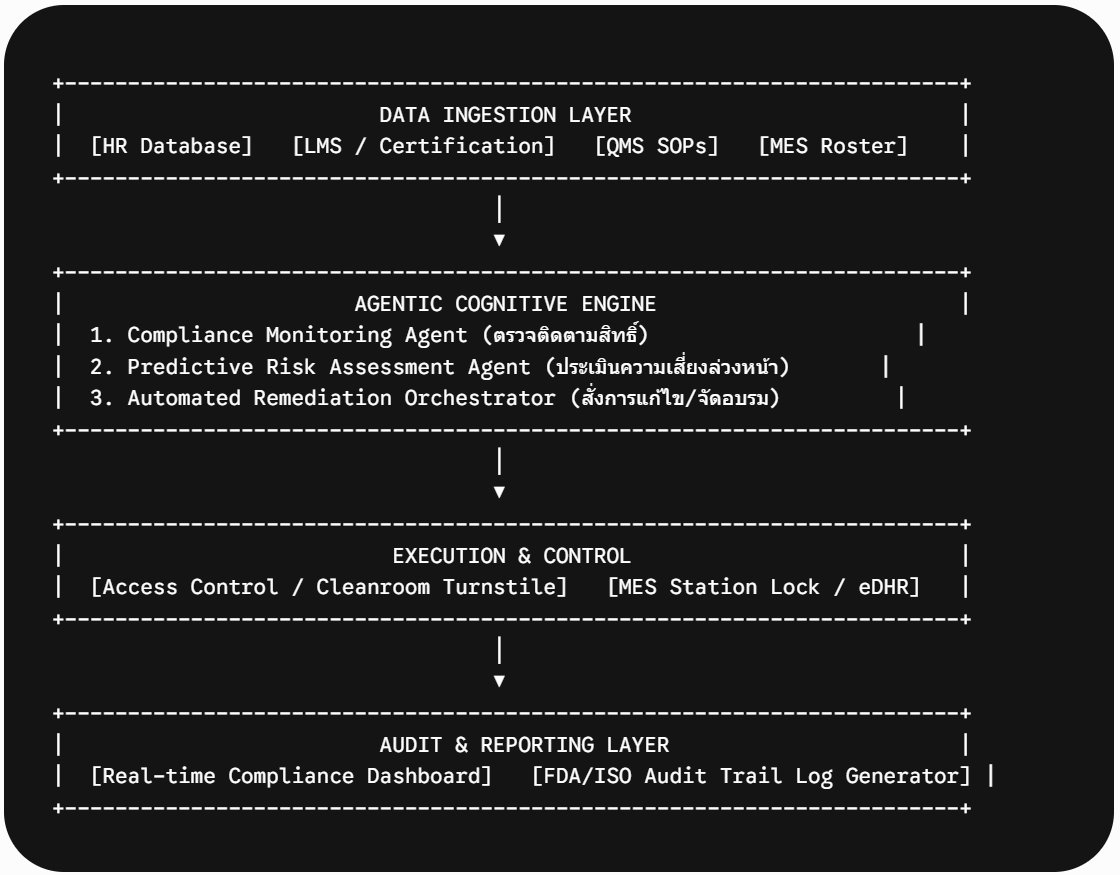 +-----------------------------------------------------------------------+
|                         DATA INGESTION LAYER                          |
|  [HR Database]   [LMS / Certification]   [QMS SOPs]   [MES Roster]    |
+-----------------------------------------------------------------------+
|
▼
+-----------------------------------------------------------------------+
|                       AGENTIC COGNITIVE ENGINE                        |
|  1. Compliance Monitoring Agent (ตรวจติดตามสิทธิ์)                      |
|  2. Predictive Risk Assessment Agent (ประเมินความเสี่ยงล่วงหน้า)        |
|  3. Automated Remediation Orchestrator (สั่งการแก้ไข/จัดอบรม)          |
+-----------------------------------------------------------------------+
|
▼
+-----------------------------------------------------------------------+
|                          EXECUTION & CONTROL                          |
|  [Access Control / Cleanroom Turnstile]   [MES Station Lock / eDHR]   |
+-----------------------------------------------------------------------+
|
▼
+-----------------------------------------------------------------------+
|                         AUDIT & REPORTING LAYER                       |
|  [Real-time Compliance Dashboard]   [FDA/ISO Audit Trail Log Generator] |
+-----------------------------------------------------------------------+